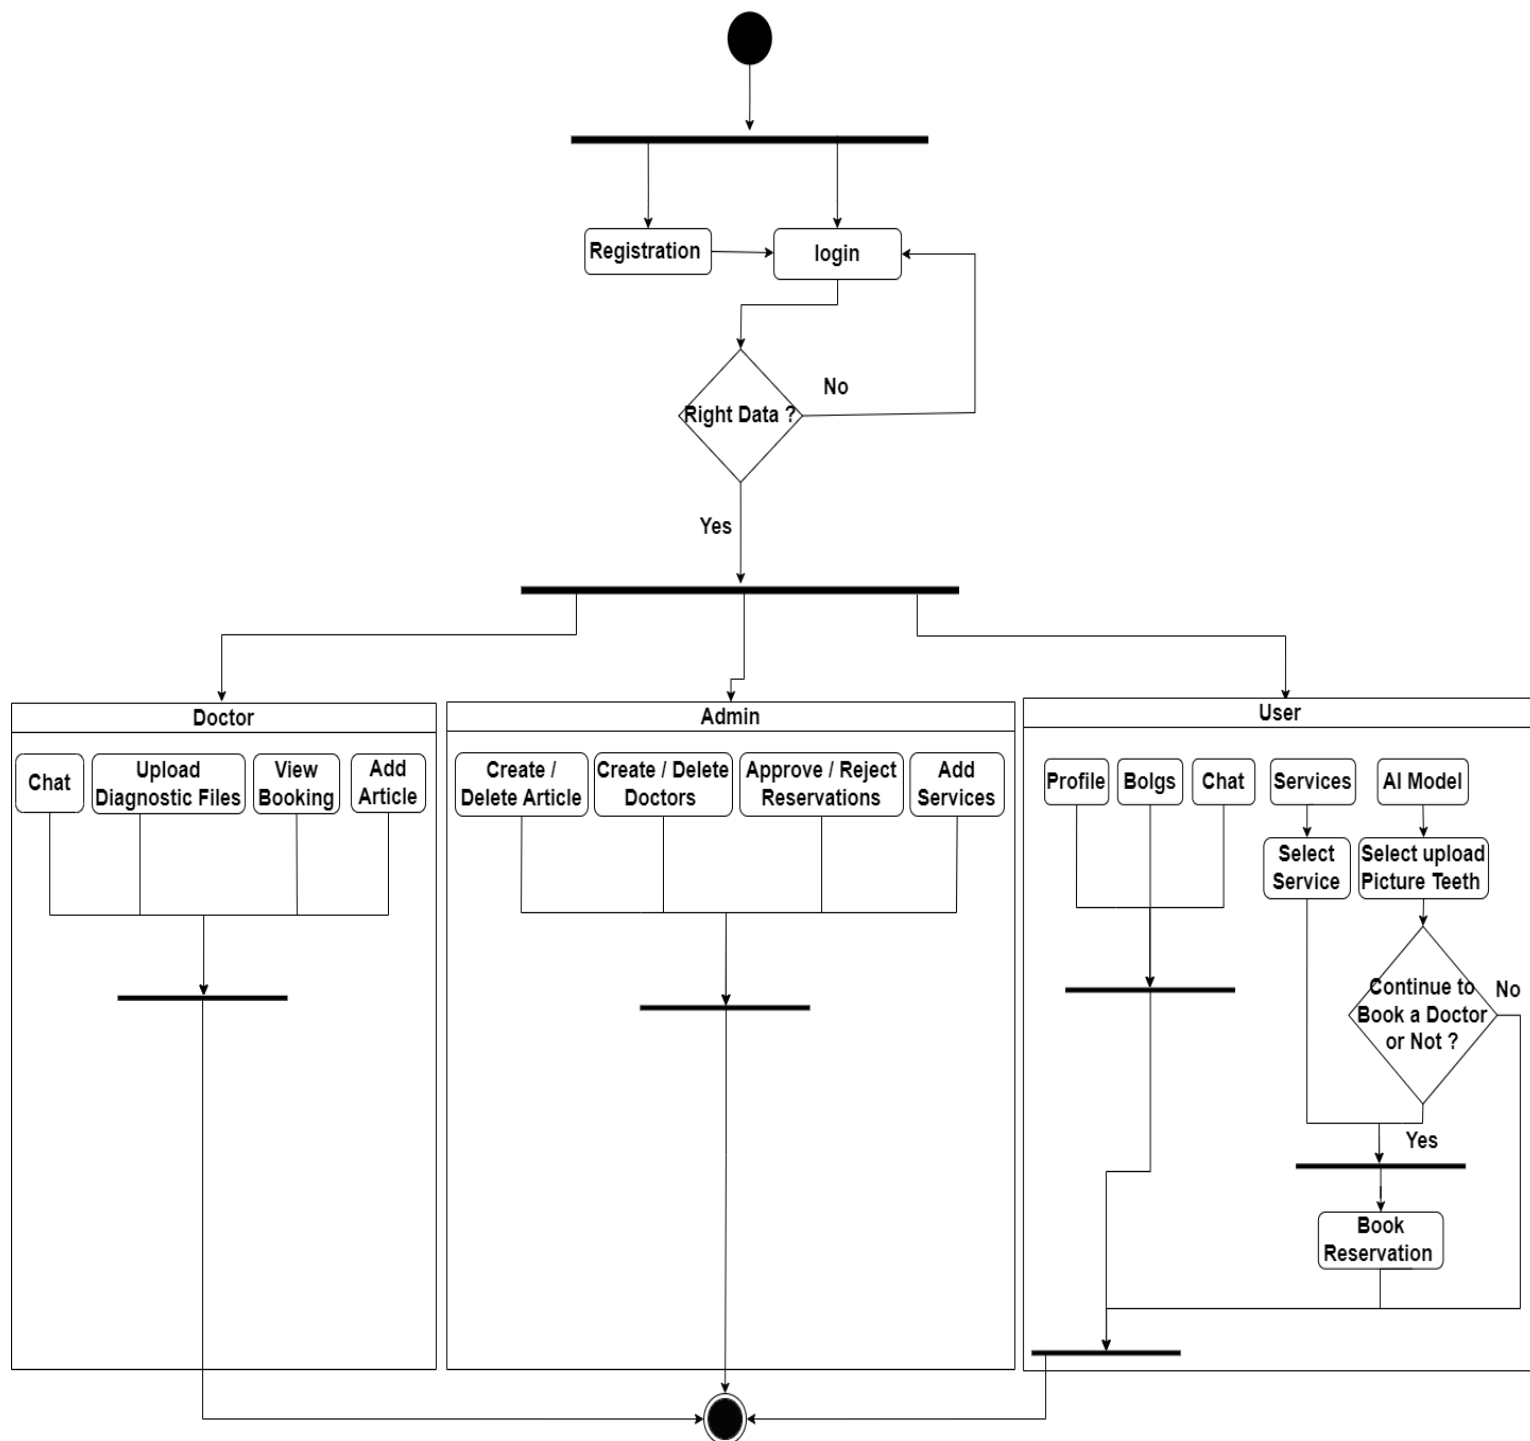 Registration
login
No
Right Data ?
Yes
Doctor
Chat
Upload
Diagnostic Files
View
Booking
Add
Article
Admin
Create /
Delete Article
Create / Delete
Doctors
Approve / Reject
Reservations
Add
Services
User
Profile
Bolgs
Chat
Services
AI Model
Select
Service
Select upload
Picture Teeth
Continue to
Book a Doctor
or Not ?
No
Yes
Book
Reservation